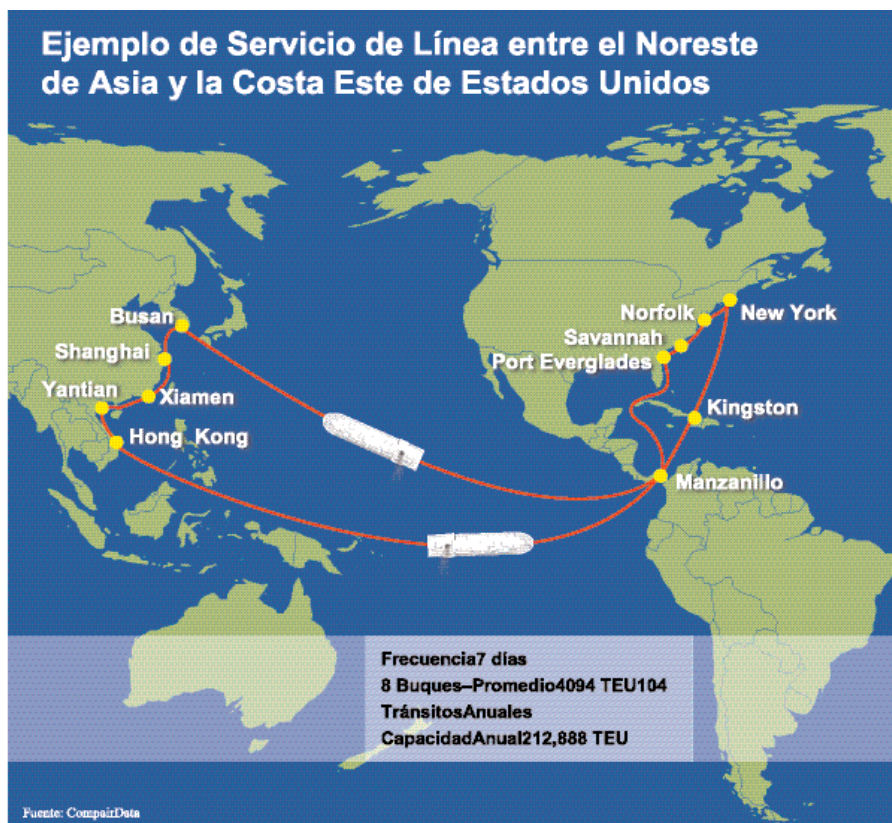 Ejemplo de Servicio de Línea entre el Noreste
de Asia y la Costa Este de Estados Unidos
Busan
Shanghai
Yantian
Xiamen
Hong Kong
Norfolk
New York
Savannah
Port Everglades
Kingston
Manzanillo
Frecuencia7 días
8 Buques–Promedio4094 TEU104
TránsitosAnuales
CapacidadAnual212,888 TEU
Fuente: CompairData